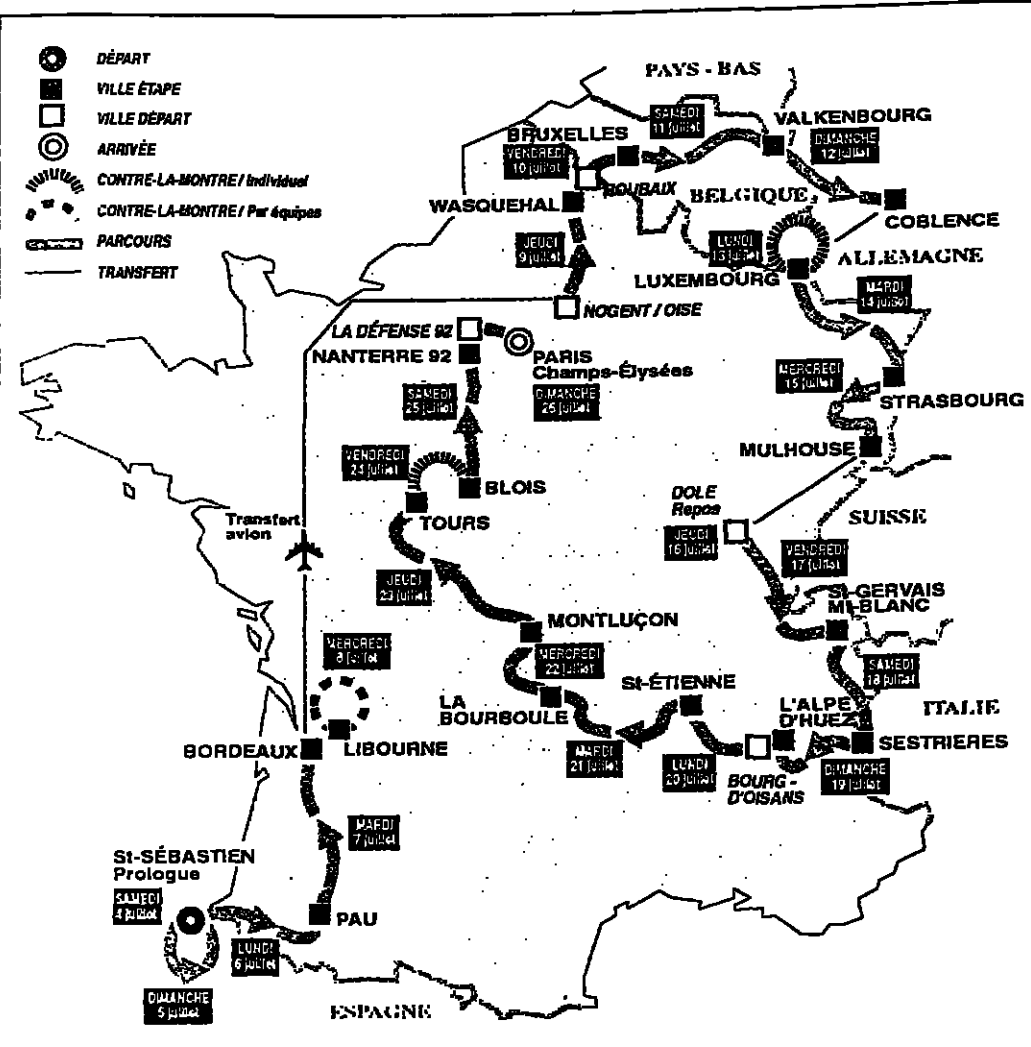 DÉPART
VILLE ÉTAPE
VILLE DÉPART
ARRIVÉE
CONTRE-LA-MONTRE / Individuel
CONTRE-LA-MONTRE / Par équipes
PARCOURS
TRANSFERT
PAYS - BAS
SAMEDI
11 juillet
VALKENBOURG
BRUXELLES
VENDREDI
10 juillet
DIMANCHE
12 juillet
ROUBAIX
BELGIQUE
WASQUEHAL
COBLENCE
JEUDI
9 juillet
LUNDI
13 juillet
ALLEMAGNE
LUXEMBOURG
MARDI
14 juillet
NOGENT / OISE
LA DÉFENSE 92
NANTERRE 92
PARIS
Champs-Élysées
MERCREDI
15 juillet
SAMEDI
25 juillet
DIMANCHE
26 juillet
STRASBOURG
MULHOUSE
VENDREDI
24 juillet
BLOIS
TOURS
DOLE
Repos
SUISSE
Transfert
avion
JEUDI
16 juillet
VENDREDI
17 juillet
JEUDI
23 juillet
St-GERVAIS
Mt-BLANC
MONTLUÇON
MERCREDI
8 juillet
MERCREDI
22 juillet
SAMEDI
18 juillet
St-ÉTIENNE
LA
BOURBOULE
L'ALPE
D'HUEZ
ITALIE
BORDEAUX
LIBOURNE
SESTRIERES
MARDI
21 juillet
LUNDI
20 juillet
BOURG -
D'OISANS
DIMANCHE
19 juillet
MARDI
7 juillet
St-SÉBASTIEN
Prologue
SAMEDI
4 juillet
PAU
LUNDI
6 juillet
DIMANCHE
5 juillet
ESPAGNE